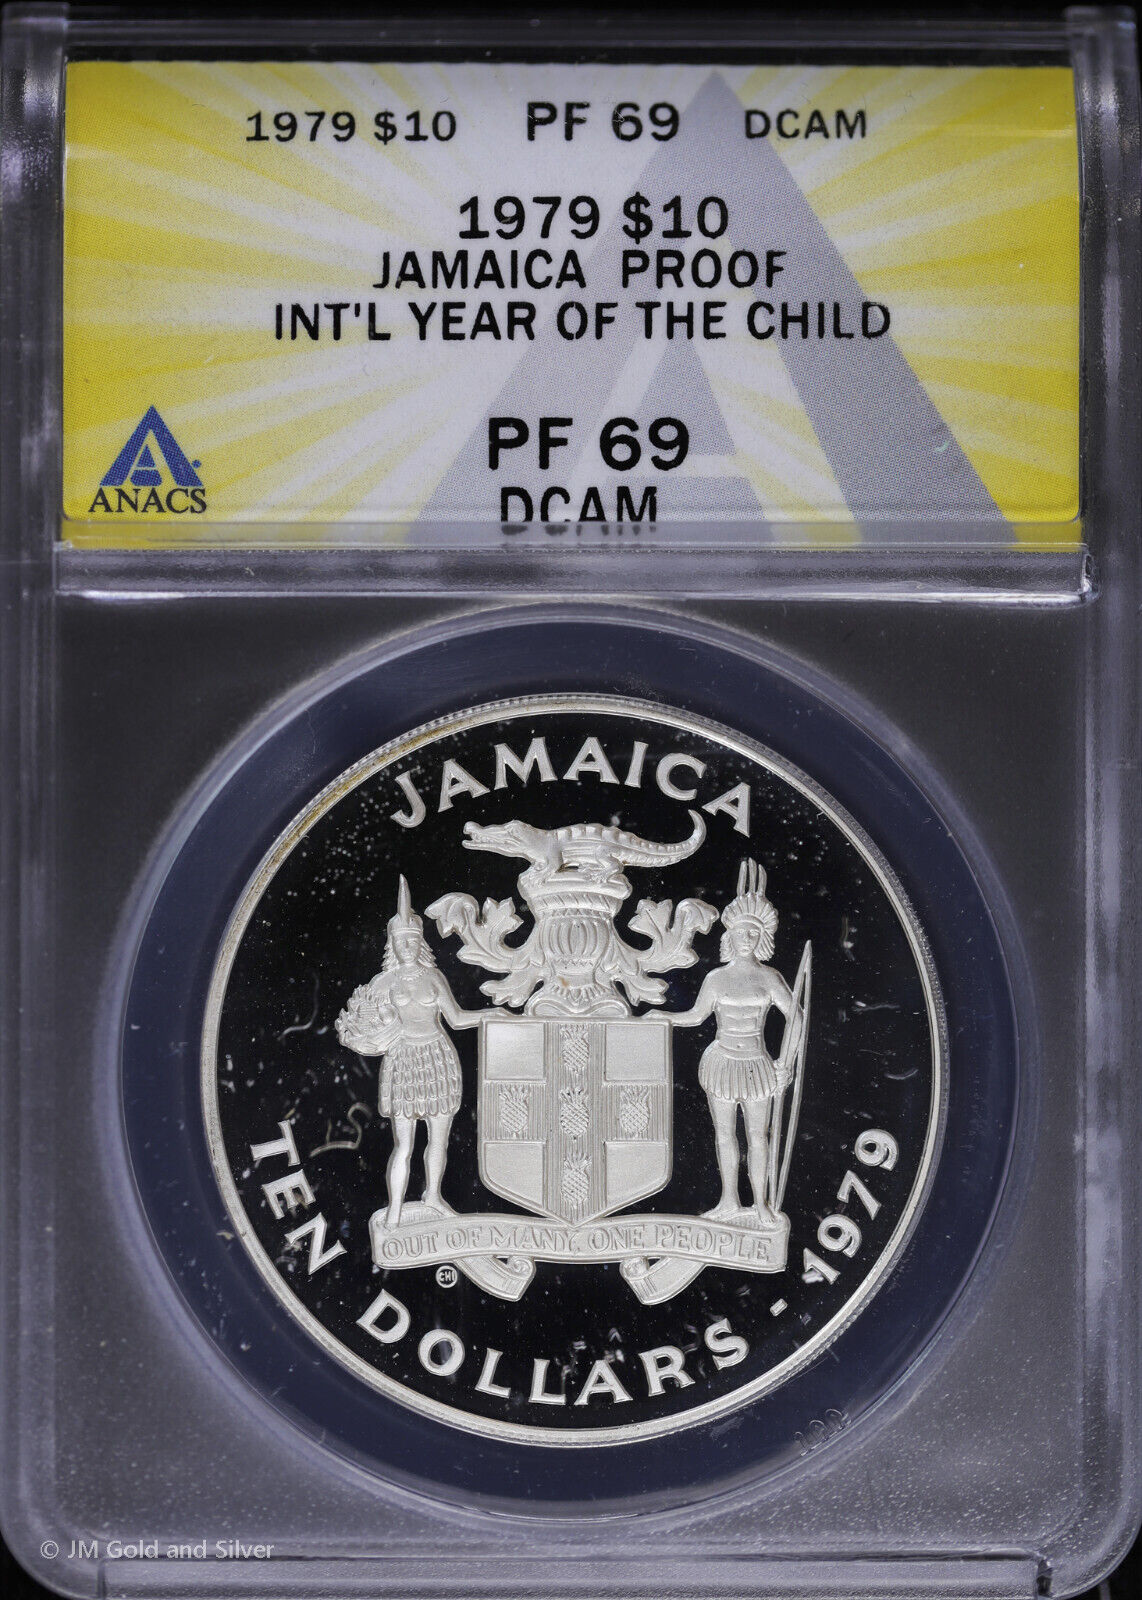 1979 $10 PF 69 DCAM
1979 $10
JAMAICA PROOF
INT'L YEAR OF THE CHILD
PF 69
DCAM
ANACS
JAMAICA
OUT OF MANY, ONE PEOPLE
TEN DOLLARS - 1979
© JM Gold and Silver